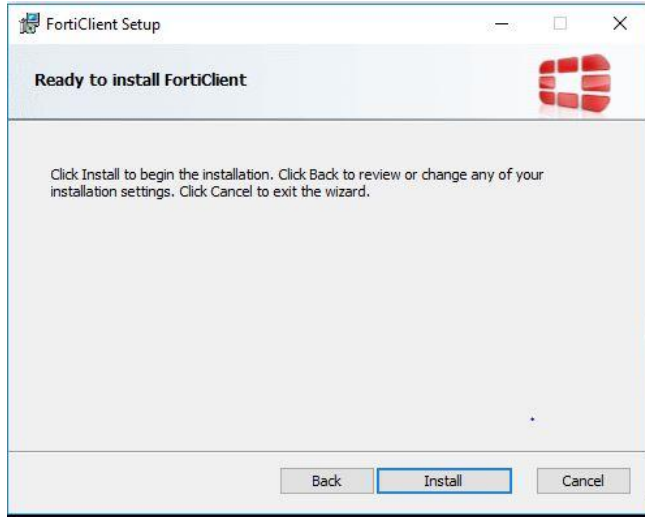 FortiClient Setup
Ready to install FortiClient
Click Install to begin the installation. Click Back to review or change any of your
installation settings. Click Cancel to exit the wizard.
Back Install Cancel